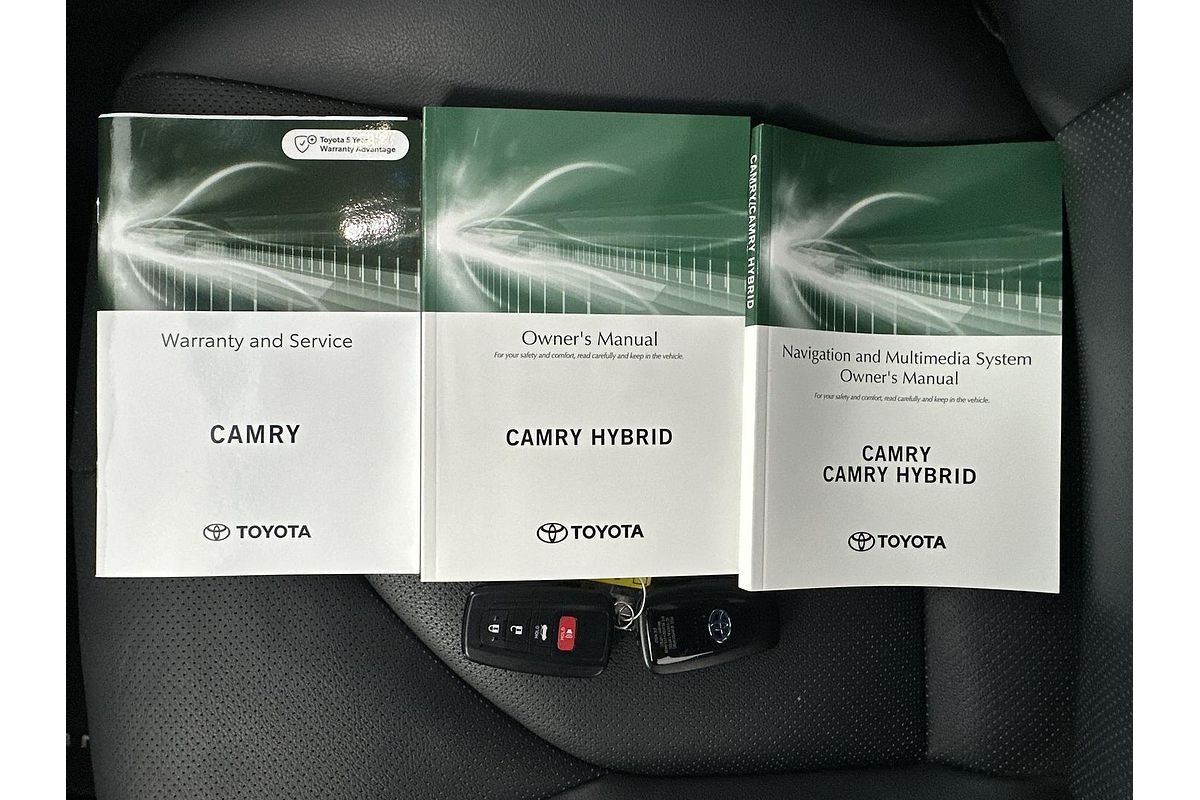 Toyota 5 Year
Warranty Advantage
Warranty and Service
CAMRY
TOYOTA
Owner's Manual
For your safety and comfort, read carefully and keep in the vehicle.
CAMRY HYBRID
TOYOTA
CAMRY/CAMRY HYBRID
Navigation and Multimedia System
Owner's Manual
For your safety and comfort, read carefully and keep in the vehicle.
CAMRY
CAMRY HYBRID
TOYOTA
HOLD
HOLD